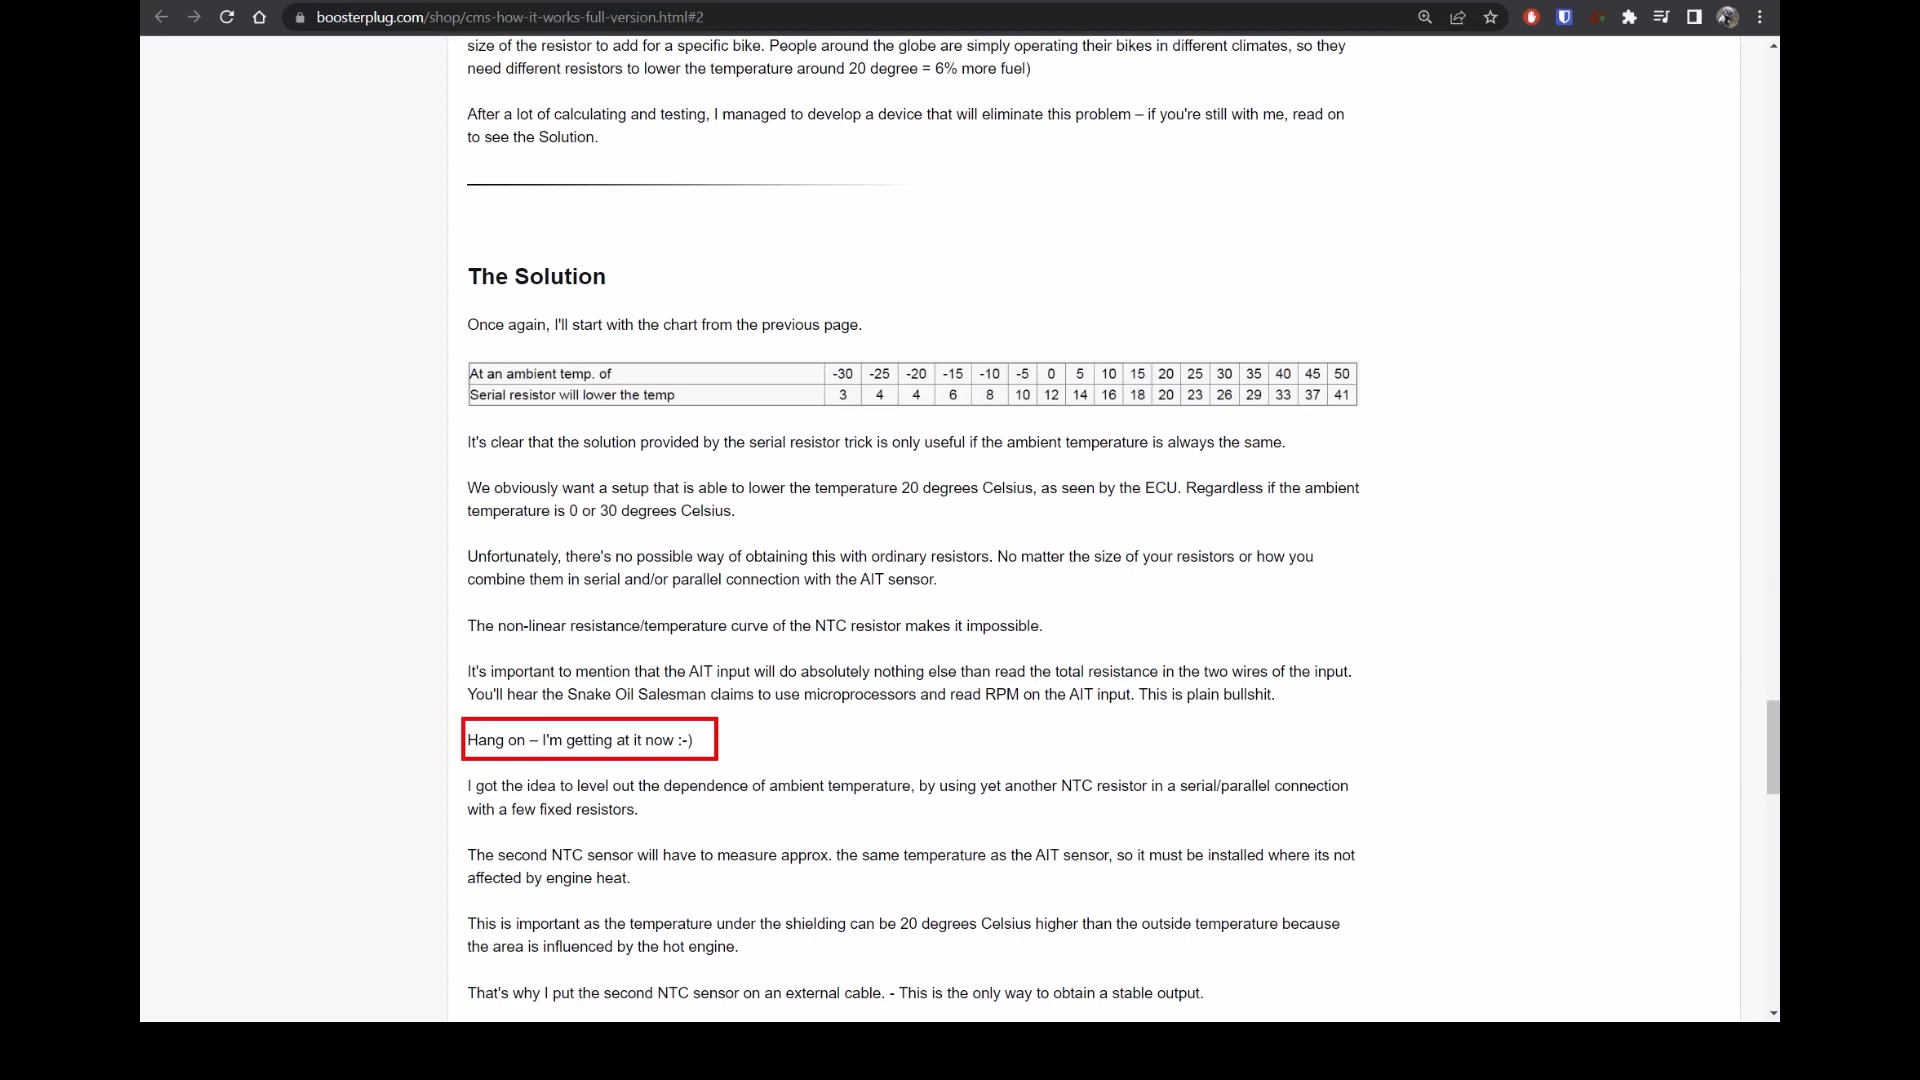 boosterplug.com/shop/cms-how-it-works-full-version.html#2
size of the resistor to add for a specific bike. People around the globe are simply operating their bikes in different climates, so they
need different resistors to lower the temperature around 20 degree = 6% more fuel)
After a lot of calculating and testing, I managed to develop a device that will eliminate this problem – if you're still with me, read on
to see the Solution.
The Solution
Once again, I'll start with the chart from the previous page.
At an ambient temp. of -30 -25 -20 -15 -10 -5 0 5 10 15 20 25 30 35 40 45 50
Serial resistor will lower the temp 3 4 4 6 8 10 12 14 16 18 20 23 26 29 33 37 41
It's clear that the solution provided by the serial resistor trick is only useful if the ambient temperature is always the same.
We obviously want a setup that is able to lower the temperature 20 degrees Celsius, as seen by the ECU. Regardless if the ambient
temperature is 0 or 30 degrees Celsius.
Unfortunately, there's no possible way of obtaining this with ordinary resistors. No matter the size of your resistors or how you
combine them in serial and/or parallel connection with the AIT sensor.
The non-linear resistance/temperature curve of the NTC resistor makes it impossible.
It's important to mention that the AIT input will do absolutely nothing else than read the total resistance in the two wires of the input.
You'll hear the Snake Oil Salesman claims to use microprocessors and read RPM on the AIT input. This is plain bullshit.
Hang on – I'm getting at it now :-)
I got the idea to level out the dependence of ambient temperature, by using yet another NTC resistor in a serial/parallel connection
with a few fixed resistors.
The second NTC sensor will have to measure approx. the same temperature as the AIT sensor, so it must be installed where its not
affected by engine heat.
This is important as the temperature under the shielding can be 20 degrees Celsius higher than the outside temperature because
the area is influenced by the hot engine.
That's why I put the second NTC sensor on an external cable. - This is the only way to obtain a stable output.